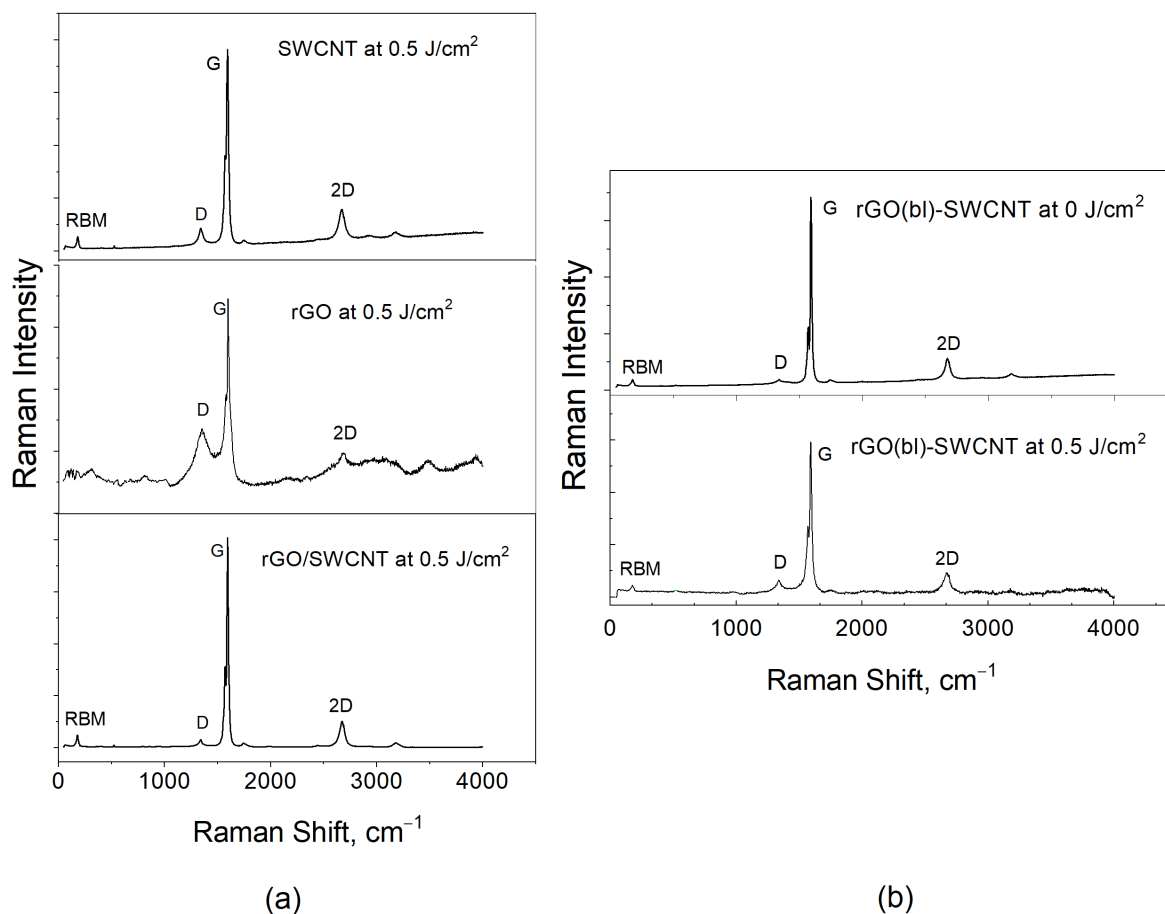 SWCNT at 0.5 J/cm²
G
RBM
D
2D
rGO at 0.5 J/cm²
G
D
2D
rGO/SWCNT at 0.5 J/cm²
G
RBM
D
2D
Raman Intensity
0 1000 2000 3000 4000
Raman Shift, cm⁻¹
(a)
rGO(bl)-SWCNT at 0 J/cm²
G
RBM
D
2D
rGO(bl)-SWCNT at 0.5 J/cm²
G
RBM
D
2D
Raman Intensity
0 1000 2000 3000 4000
Raman Shift, cm⁻¹
(b)